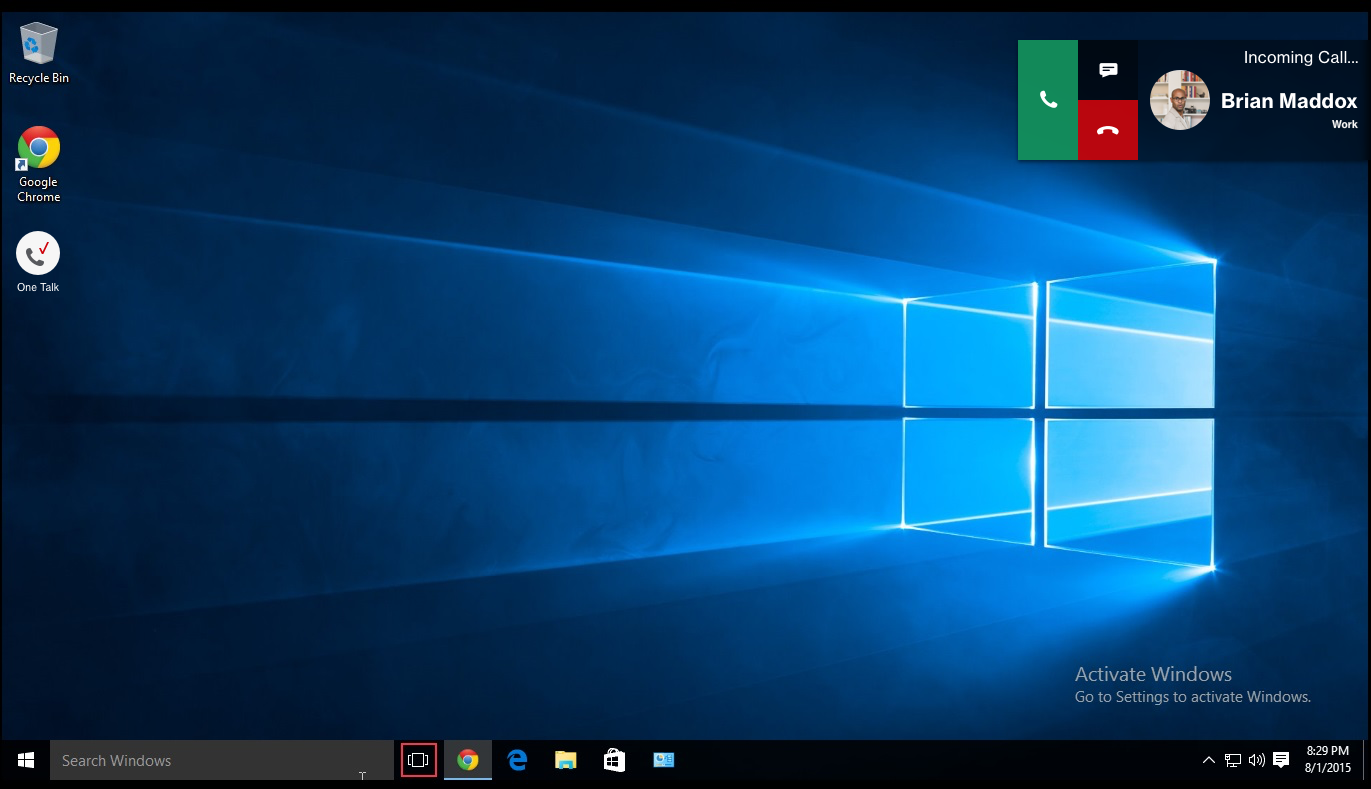 Recycle Bin
Google
Chrome
One Talk
Incoming Call...
Brian Maddox
Work
Activate Windows
Go to Settings to activate Windows.
Search Windows
8:29 PM
8/1/2015